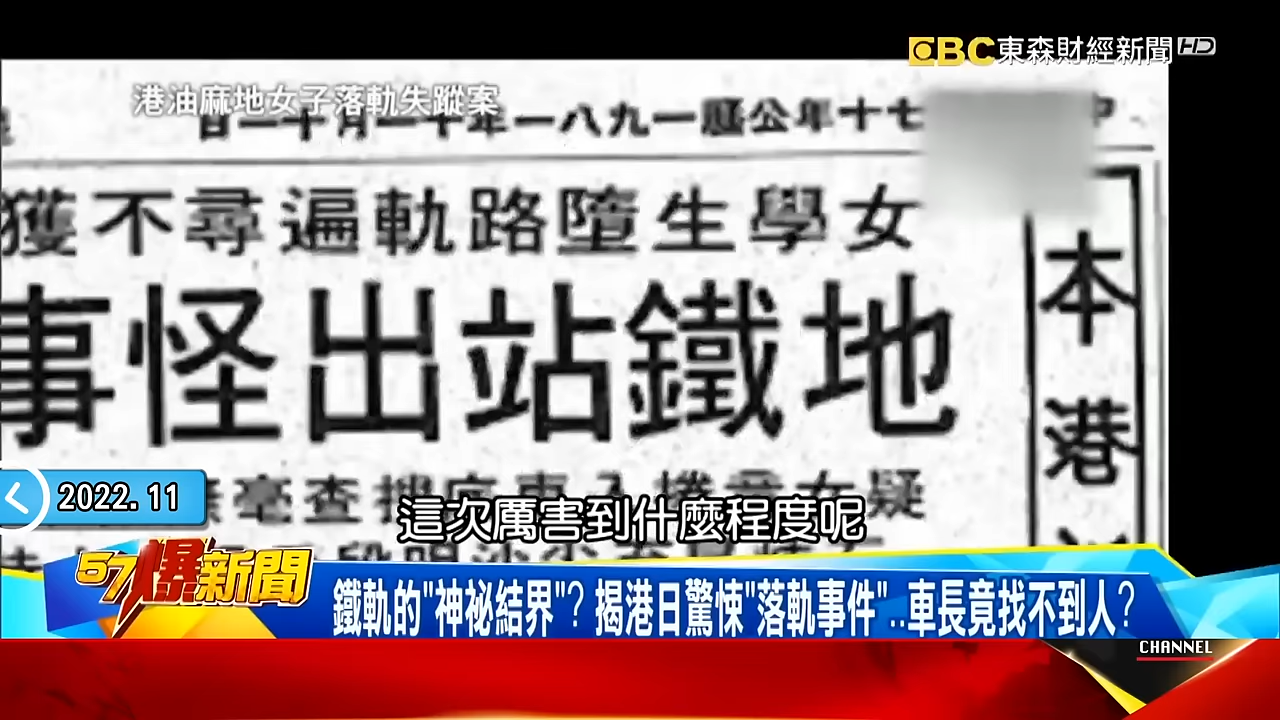 EBC東森財經新聞HD
港油麻地女子落軌失蹤案
七十年公曆一九八一年十一月十一日
女學生墮路軌遍尋不獲
地鐵站出怪事
本港
2022.11
這次厲害到什麼程度呢
57爆新聞
鐵軌的"神祕結界"? 揭港日驚悚"落軌事件"..車長竟找不到人?
CHANNEL